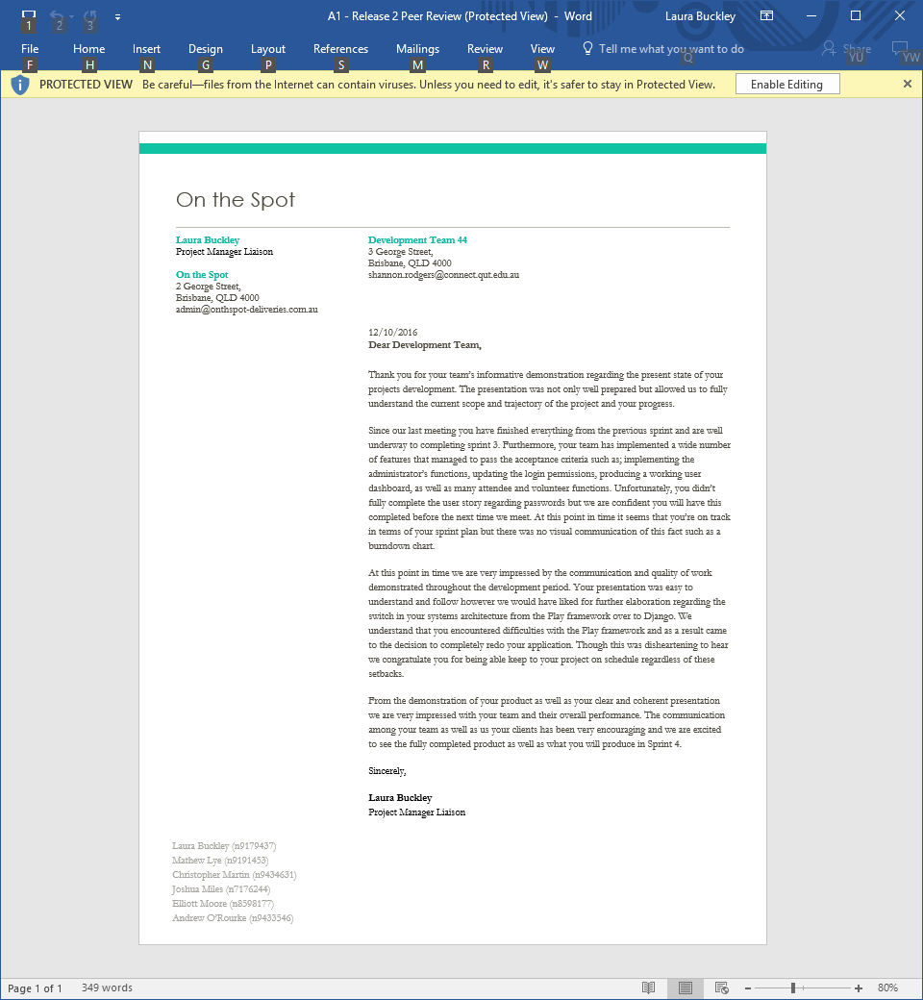 1 2 3
A1 - Release 2 Peer Review (Protected View) - Word
Laura Buckley
File Home Insert Design Layout References Mailings Review View Tell me what you want to do Share
F H N G P S M R W Q YU YW
PROTECTED VIEW Be careful—files from the Internet can contain viruses. Unless you need to edit, it's safer to stay in Protected View. Enable Editing
On the Spot
Laura Buckley
Project Manager Liaison
On the Spot
2 George Street,
Brisbane, QLD 4000
admin@onthspot-deliveries.com.au
Development Team 44
3 George Street,
Brisbane, QLD 4000
shannon.rodgers@connect.qut.edu.au
12/10/2016
Dear Development Team,
Thank you for your team's informative demonstration regarding the present state of your
projects development. The presentation was not only well prepared but allowed us to fully
understand the current scope and trajectory of the project and your progress.
Since our last meeting you have finished everything from the previous sprint and are well
underway to completing sprint 3. Furthermore, your team has implemented a wide number
of features that managed to pass the acceptance criteria such as; implementing the
administrator's functions, updating the login permissions, producing a working user
dashboard, as well as many attendee and volunteer functions. Unfortunately, you didn't
fully complete the user story regarding passwords but we are confident you will have this
completed before the next time we meet. At this point in time it seems that you're on track
in terms of your sprint plan but there was no visual communication of this fact such as a
burndown chart.
At this point in time we are very impressed by the communication and quality of work
demonstrated throughout the development period. Your presentation was easy to
understand and follow however we would have liked for further elaboration regarding the
switch in your systems architecture from the Play framework over to Django. We
understand that you encountered difficulties with the Play framework and as a result came
to the decision to completely redo your application. Though this was disheartening to hear
we congratulate you for being able keep to your project on schedule regardless of these
setbacks.
From the demonstration of your product as well as your clear and coherent presentation
we are very impressed with your team and their overall performance. The communication
among your team as well as us your clients has been very encouraging and we are excited
to see the fully completed product as well as what you will produce in Sprint 4.
Sincerely,
Laura Buckley
Project Manager Liaison
Laura Buckley (n9179437)
Mathew Lye (n9191453)
Christopher Martin (n9434631)
Joshua Miles (n7176244)
Elliott Moore (n8598177)
Andrew O'Rourke (n9433546)
Page 1 of 1 349 words 80%